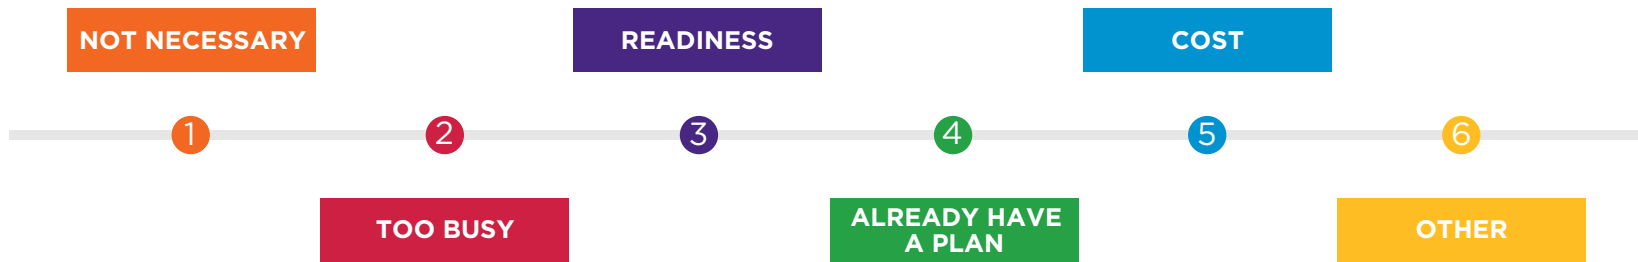 NOT NECESSARY
READINESS
COST
1
2
3
4
5
6
TOO BUSY
ALREADY HAVE
A PLAN
OTHER